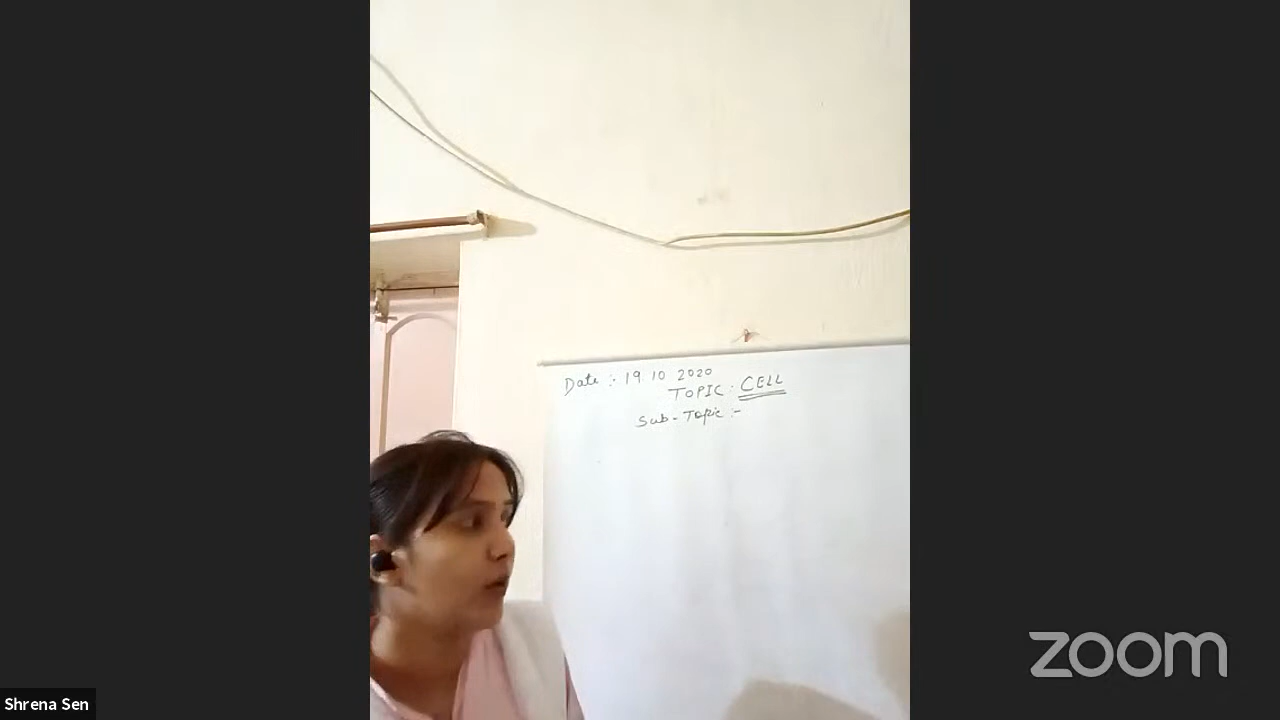 Date :- 19.10 2020
TOPIC : CELL
Sub-Topic :-
zoom
Shrena Sen